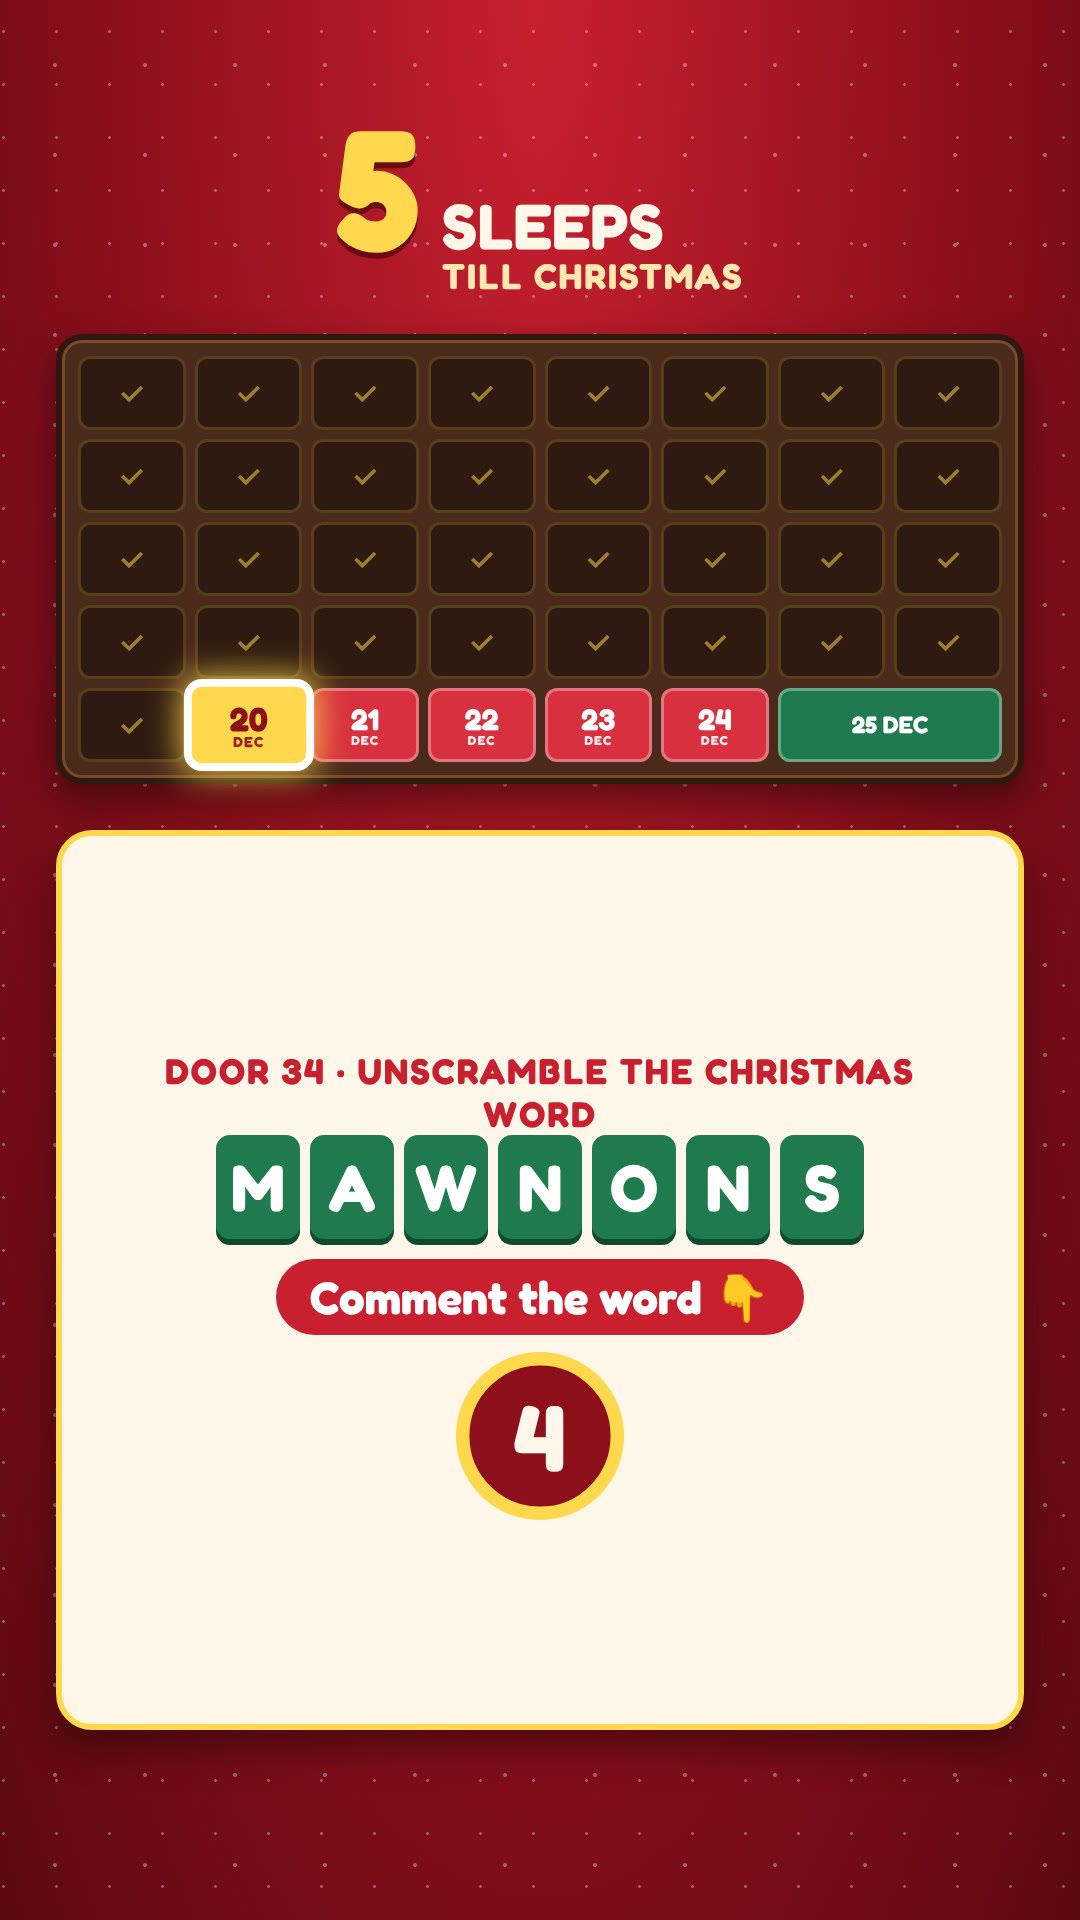 5 SLEEPS
TILL CHRISTMAS
20 DEC
21 DEC
22 DEC
23 DEC
24 DEC
25 DEC
DOOR 34 · UNSCRAMBLE THE CHRISTMAS
WORD
M A W N O N S
Comment the word 👇
4